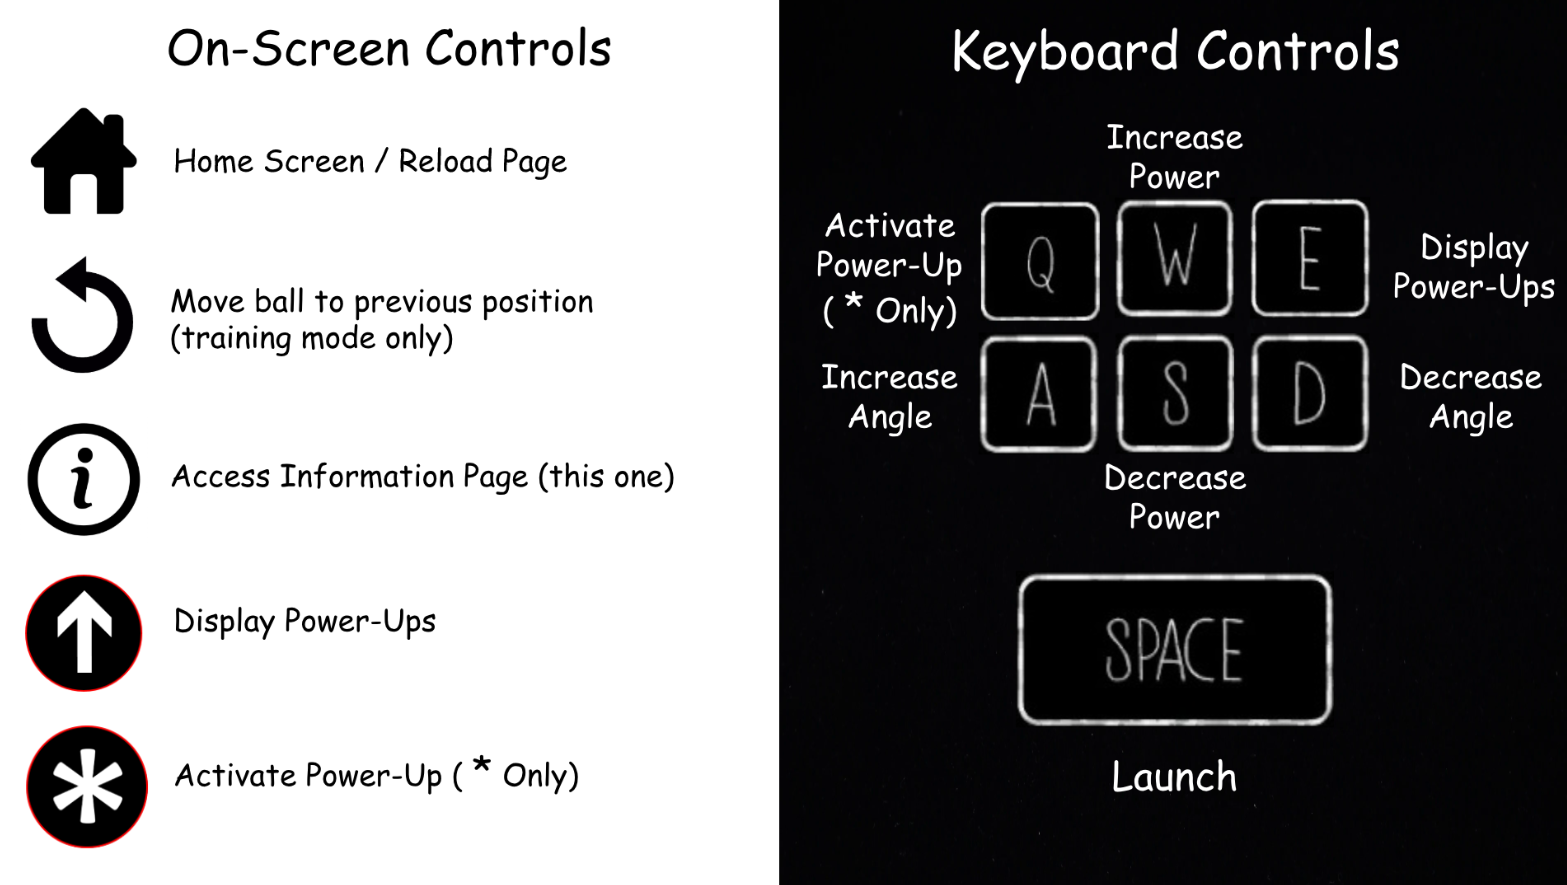 On-Screen Controls
Home Screen / Reload Page
Move ball to previous position
(training mode only)
i
Access Information Page (this one)
Display Power-Ups
*
Activate Power-Up ( * Only)
Keyboard Controls
Increase
Power
Activate
Power-Up
( * Only)
Q
W
E
Display
Power-Ups
Increase
Angle
A
S
D
Decrease
Angle
Decrease
Power
SPACE
Launch